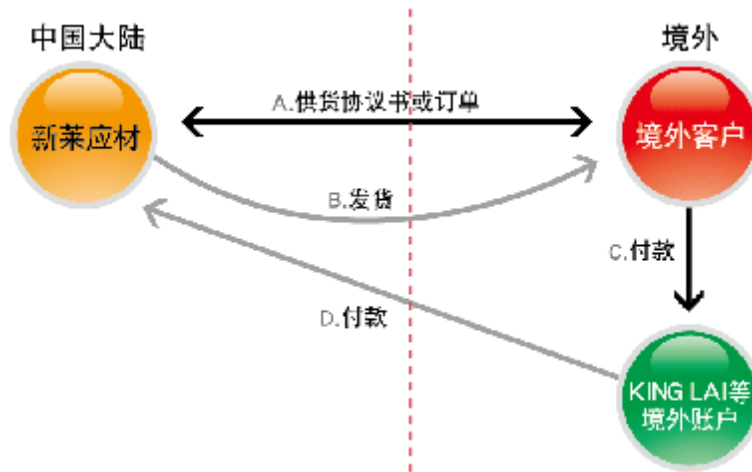 中国大陆
境外
A.供货协议书或订单
新莱应材
境外客户
B.发货
C.付款
D.付款
KING LAI等
境外账户